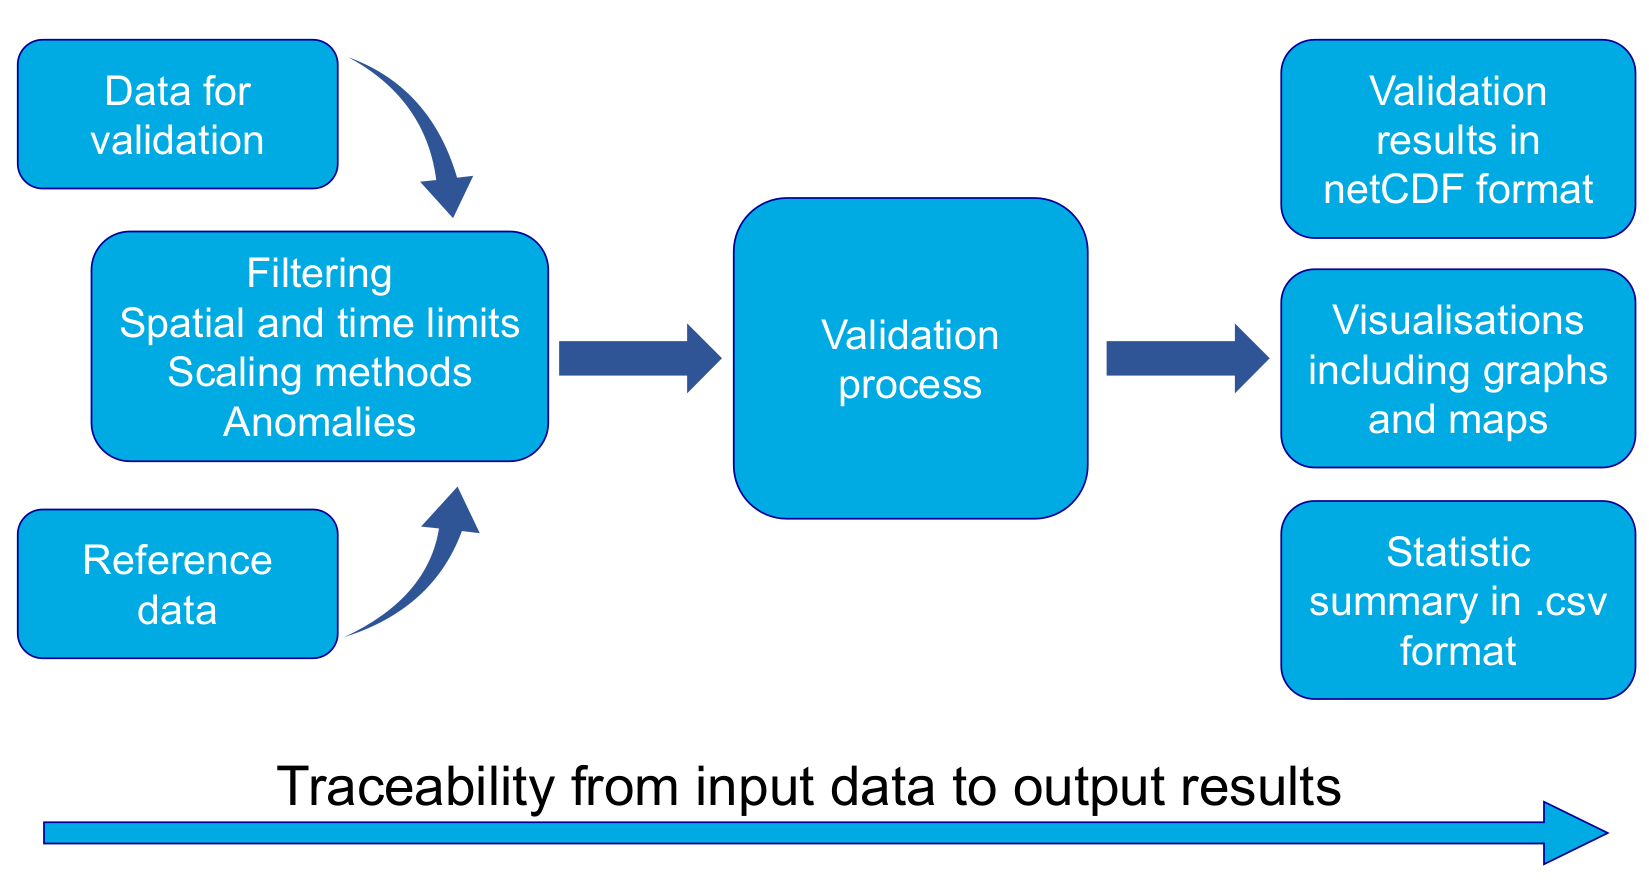 Data for
validation
Filtering
Spatial and time limits
Scaling methods
Anomalies
Reference
data
Validation
process
Validation
results in
netCDF format
Visualisations
including graphs
and maps
Statistic
summary in .csv
format
Traceability from input data to output results